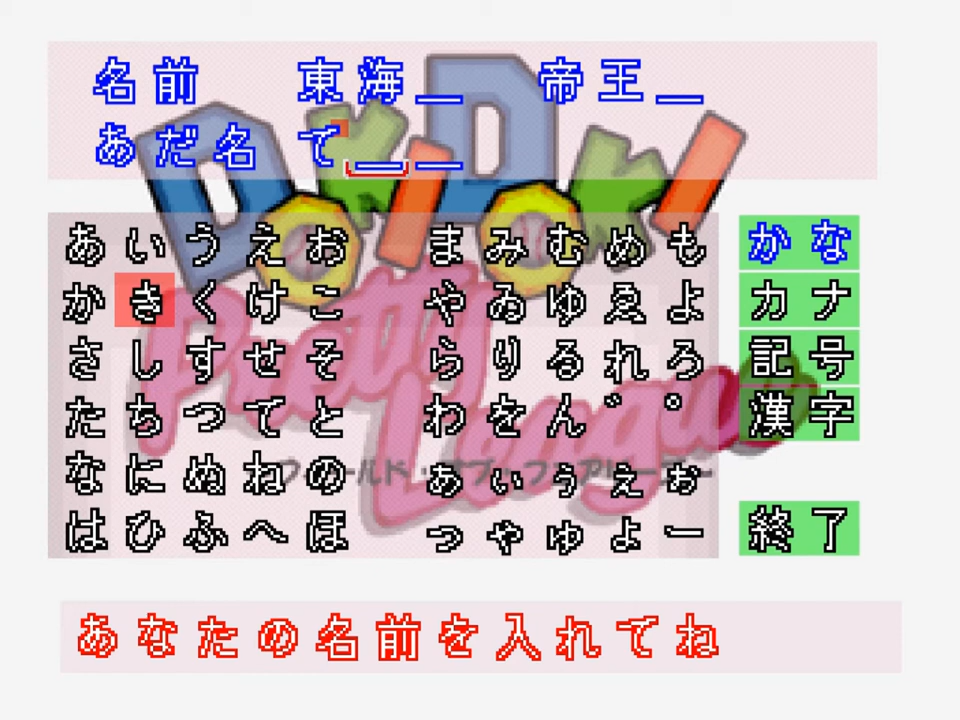 名前 東海＿ 帝王＿
あだ名 て＿＿
あいうえお まみむめも かな
かきくけこ やゐゆゑよ カナ
さしすせそ らりるれろ 記号
たちつてと わをん゛゜ 漢字
なにぬねの ぁぃぅぇぉ
はひふへほ っゃゅょー 終了
DOKIDOKI
Pretty
League
あなたの名前を入れてね